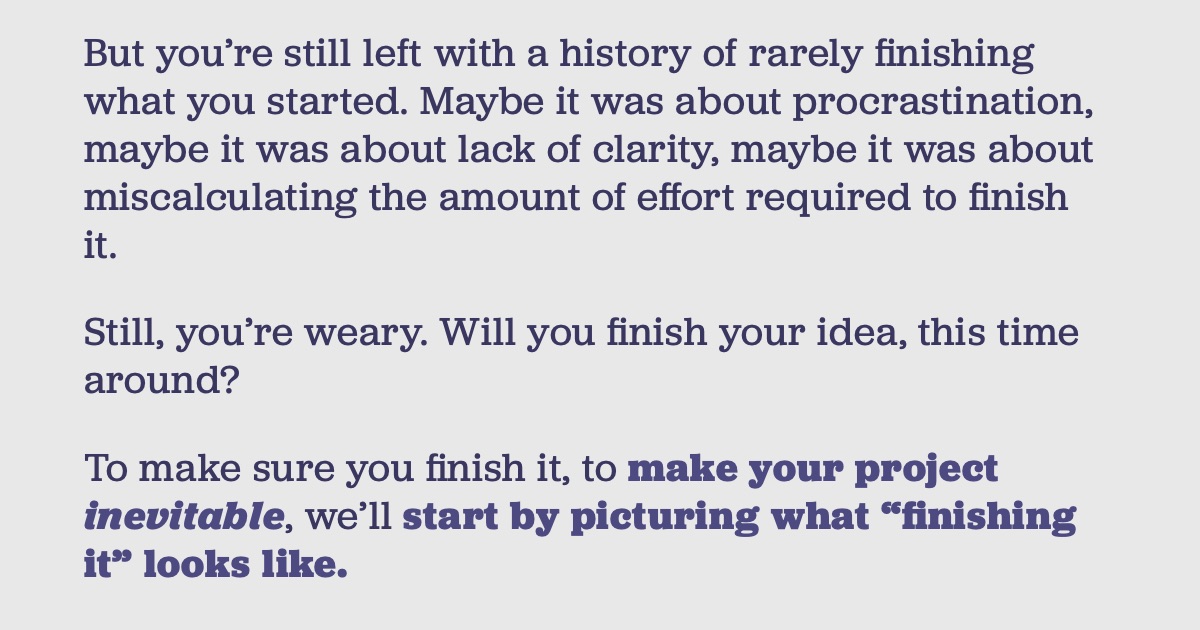 But you’re still left with a history of rarely finishing
what you started. Maybe it was about procrastination,
maybe it was about lack of clarity, maybe it was about
miscalculating the amount of effort required to finish
it.
Still, you’re weary. Will you finish your idea, this time
around?
To make sure you finish it, to make your project
inevitable, we’ll start by picturing what “finishing
it” looks like.